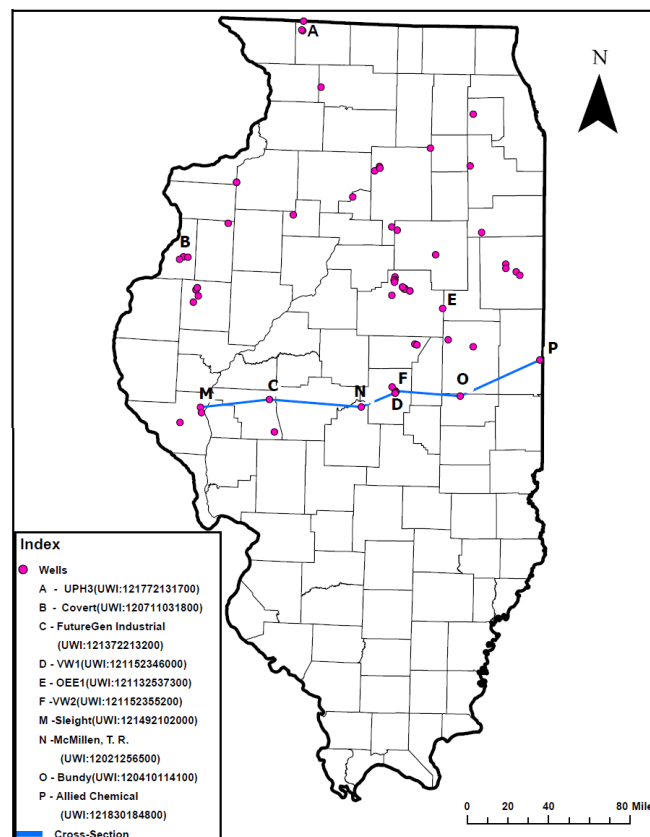 A
N
B
E
P
C
F
M
N
O
D
Index
Wells
A - UPH3(UWI:121772131700)
B - Covert(UWI:120711031800)
C - FutureGen Industrial
(UWI:121372213200)
D - VW1(UWI:121152346000)
E - OEE1(UWI:121132537300)
F -VW2(UWI:121152355200)
M -Sleight(UWI:121492102000)
N -McMillen, T. R.
(UWI:12021256500)
O - Bundy(UWI:120410114100)
P - Allied Chemical
(UWI:121830184800)
Cross-Section
0 20 40 80 Mile